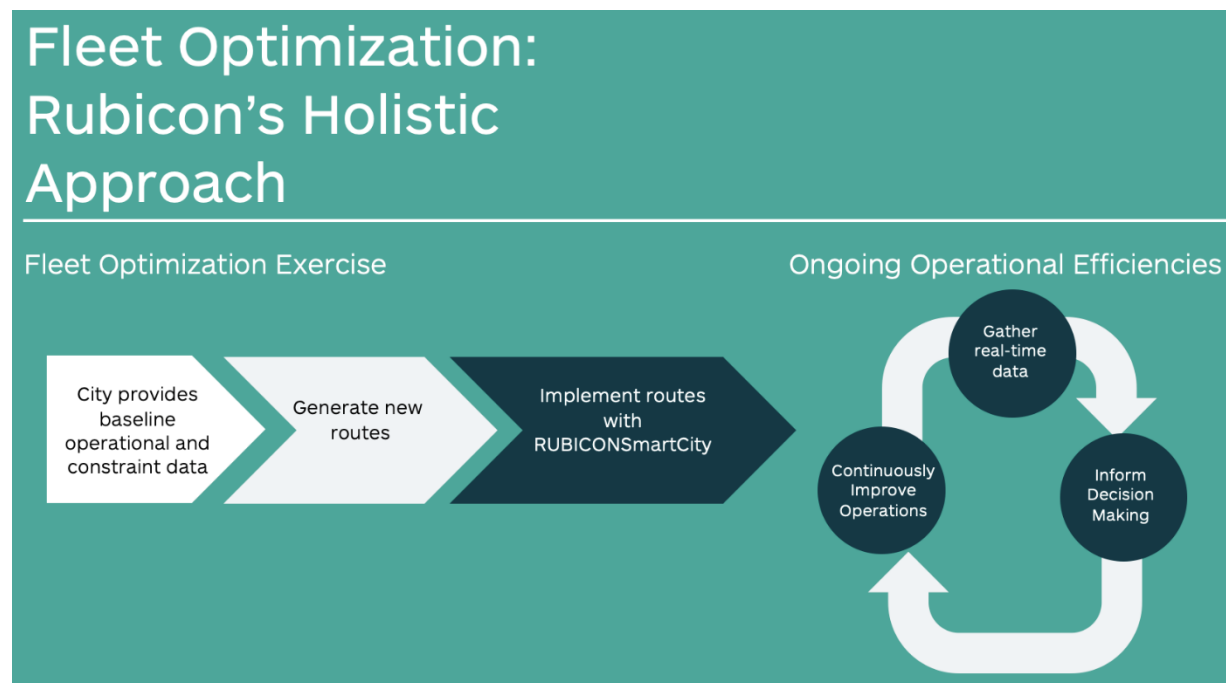 Fleet Optimization:
Rubicon’s Holistic
Approach
Fleet Optimization Exercise
City provides
baseline
operational and
constraint data
Generate new
routes
Implement routes
with
RUBICONSmartCity
Ongoing Operational Efficiencies
Gather
real-time
data
Inform
Decision
Making
Continuously
Improve
Operations